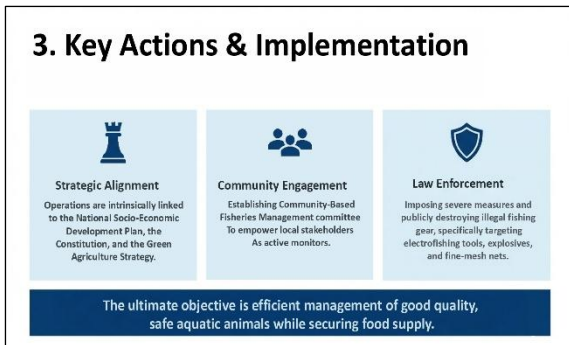 3. Key Actions & Implementation
Strategic Alignment
Operations are intrinsically linked
to the National Socio-Economic
Development Plan, the
Constitution, and the Green
Agriculture Strategy.
Community Engagement
Establishing Community-Based
Fisheries Management committee
To empower local stakeholders
As active monitors.
Law Enforcement
Imposing severe measures and
publicly destroying illegal fishing
gear, specifically targeting
electrofishing tools, explosives,
and fine-mesh nets.
The ultimate objective is efficient management of good quality,
safe aquatic animals while securing food supply.